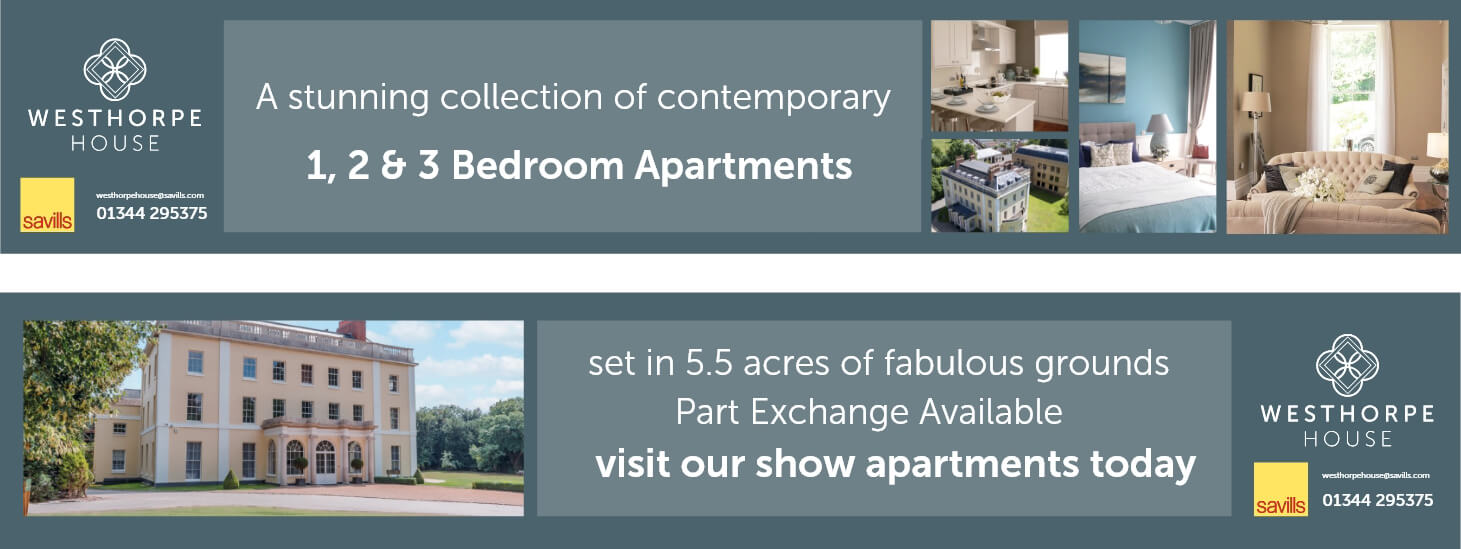 WESTHORPE
HOUSE
savills
westhorpehouse@savills.com
01344 295375
A stunning collection of contemporary
1, 2 & 3 Bedroom Apartments
set in 5.5 acres of fabulous grounds
Part Exchange Available
visit our show apartments today
WESTHORPE
HOUSE
savills
westhorpehouse@savills.com
01344 295375